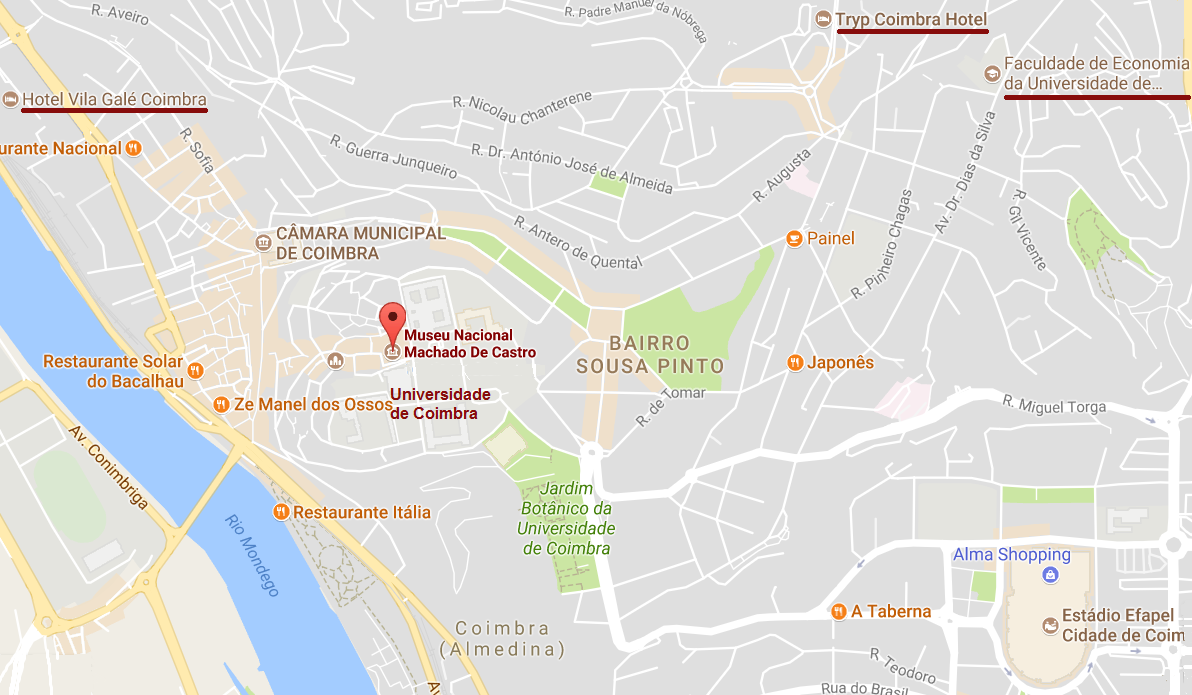 R. Aveiro
R. Padre Manuel da Nóbrega
Tryp Coimbra Hotel
Faculdade de Economia
da Universidade de...
Hotel Vila Galé Coimbra
R. Nicolau Chanterene
urante Nacional
R. Sofia
R. Guerra Junqueiro
R. Dr. António José de Almeida
R. Augusta
Av. Dr. Dias da Silva
R. Gil Vicente
R. Pinheiro Chagas
CÂMARA MUNICIPAL
DE COIMBRA
R. Antero de Quental
Painel
Museu Nacional
Machado De Castro
BAIRRO
SOUSA PINTO
Restaurante Solar
do Bacalhau
Japonês
Universidade
de Coimbra
Ze Manel dos Ossos
R. de Tomar
R. Miguel Torga
Av. Conimbriga
Restaurante Itália
Rio Mondego
Jardim
Botânico da
Universidade
de Coimbra
Alma Shopping
A Taberna
Estádio Efapel
Cidade de Coim
Coimbra
(Almedina)
R. Teodoro
Rua do Brasil
Av